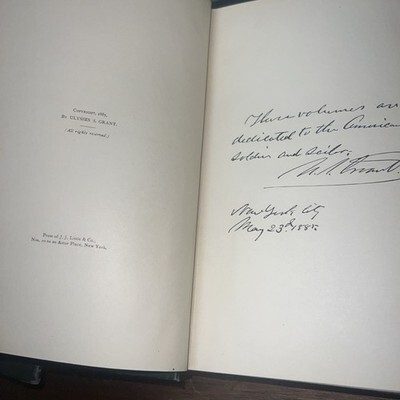 Copyright, 1885,
By ULYSSES S. GRANT.
(All rights reserved.)
Press of J. J. Little & Co.,
Nos. 10 to 20 Astor Place, New York.
These volumes are
dedicated to the America
soldier and sailor.
U. S. Grant
New York City
May 23d 1885.